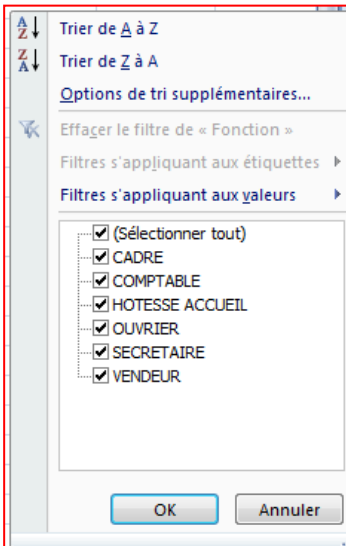 Trier de A à Z
Trier de Z à A
Options de tri supplémentaires...
Effacer le filtre de « Fonction »
Filtres s'appliquant aux étiquettes
Filtres s'appliquant aux valeurs
(Sélectionner tout)
CADRE
COMPTABLE
HOTESSE ACCUEIL
OUVRIER
SECRETAIRE
VENDEUR
OK Annuler